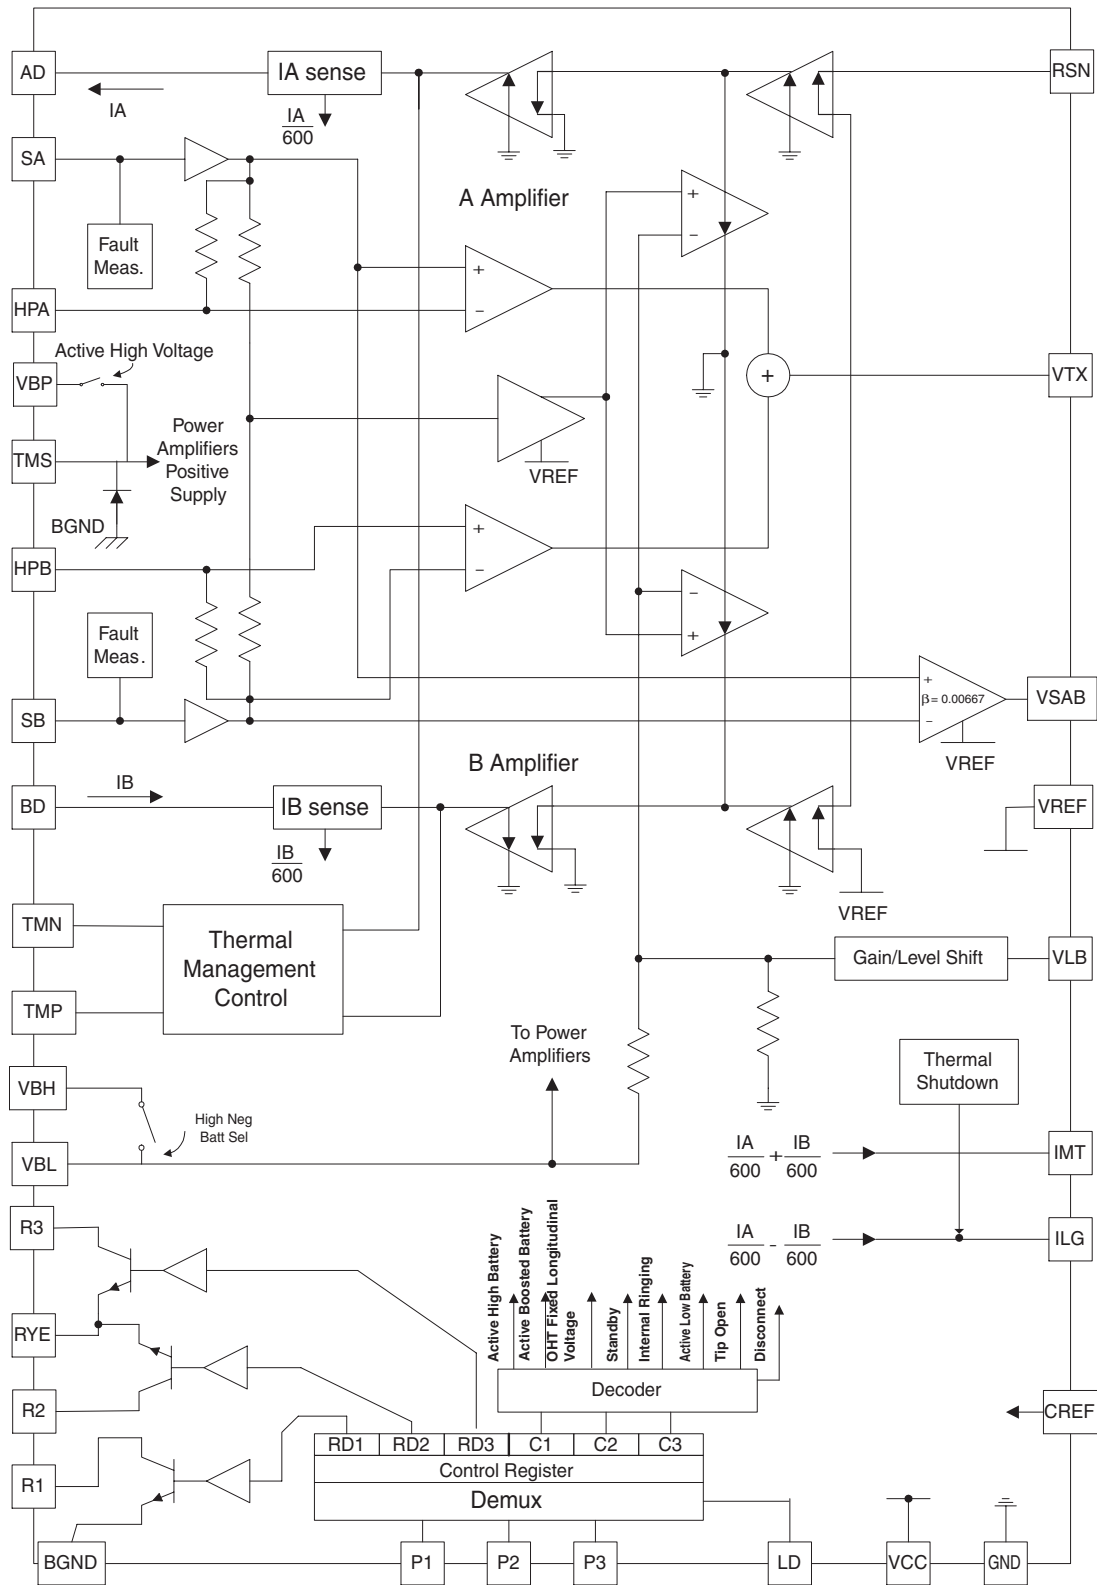 AD
IA sense
RSN
IA
IA
600
SA
A Amplifier
+
−
Fault
Meas.
+
−
HPA
Active High Voltage
VBP
+
VTX
Power
Amplifiers
Positive
Supply
TMS
VREF
BGND
+
−
HPB
−
+
Fault
Meas.
+
β= 0.00667
−
VSAB
SB
VREF
B Amplifier
IB
BD
IB sense
VREF
IB
600
VREF
TMN
Thermal
Management
Control
Gain/Level Shift
VLB
TMP
To Power
Amplifiers
Thermal
Shutdown
VBH
High Neg
Batt Sel
VBL
IA
600
+
IB
600
IMT
R3
IA
600
-
IB
600
ILG
Active High Battery
Active Boosted Battery
OHT Fixed Longitudinal
Voltage
Standby
Internal Ringing
Active Low Battery
Tip Open
Disconnect
RYE
Decoder
R2
CREF
RD1 RD2 RD3 C1 C2 C3
Control Register
R1
Demux
BGND
P1
P2
P3
LD
VCC
GND